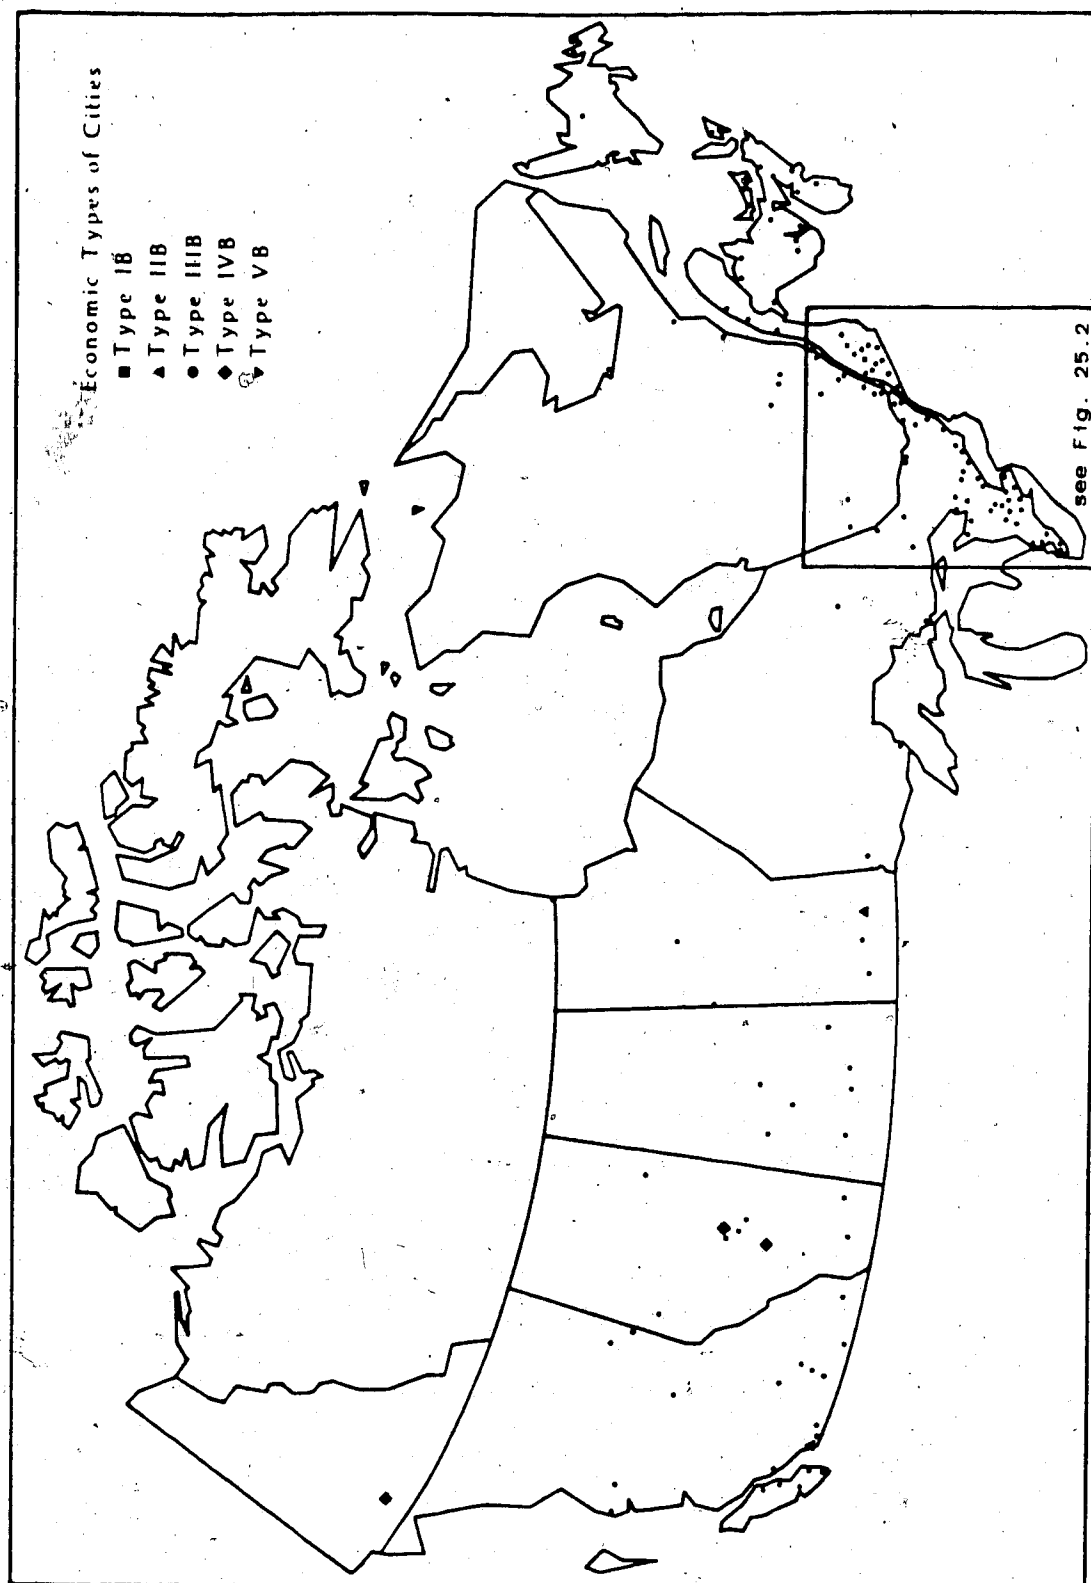 Economic Types of Cities
■ Type IB
▲ Type IIB
● Type IIIB
◆ Type IVB
▼ Type VB
see Fig. 25.2